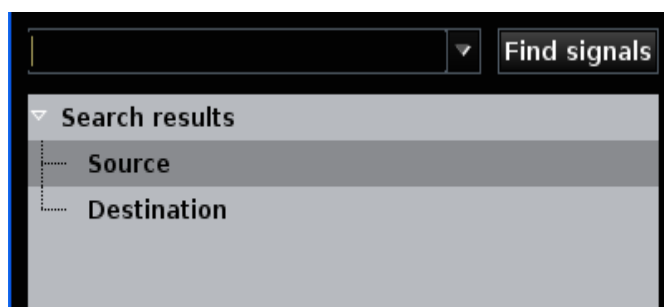 Find signals
Search results
Source
Destination